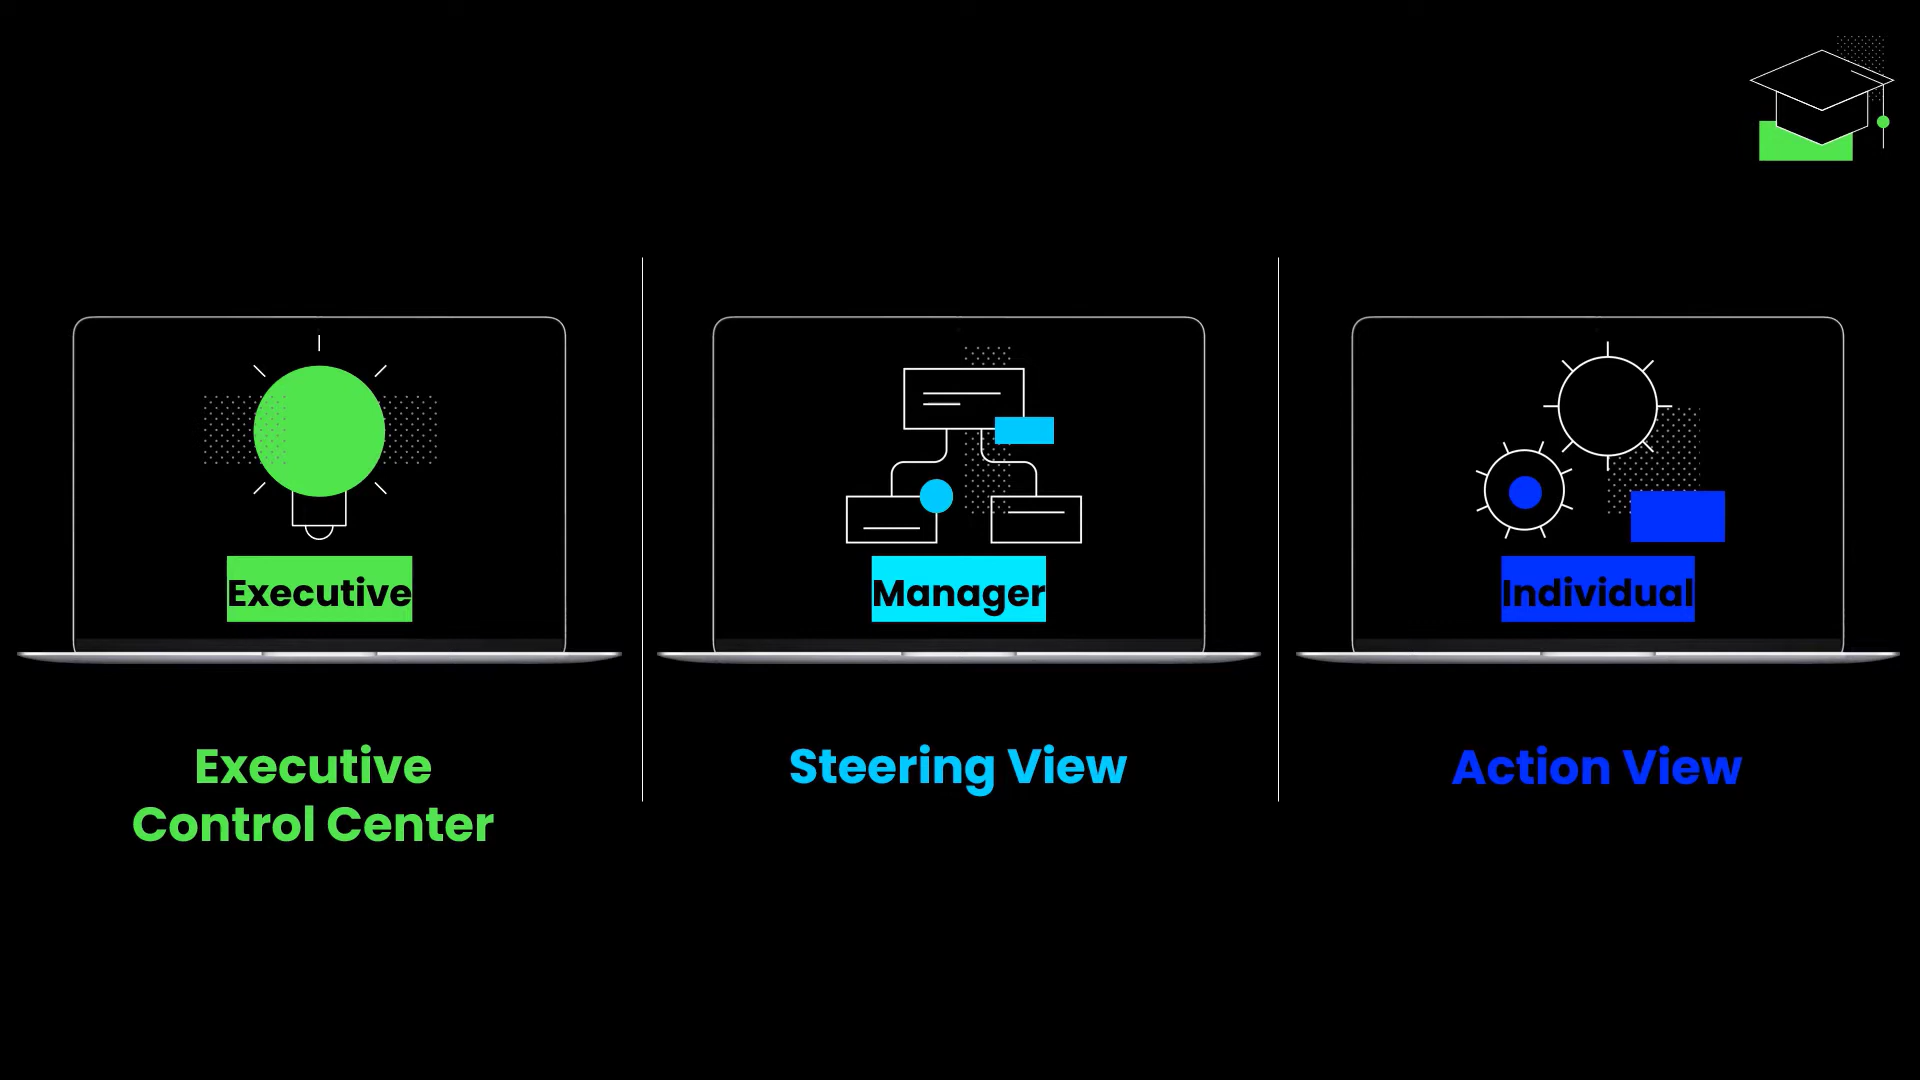 Executive
Manager
Individual
Executive
Control Center
Steering View
Action View